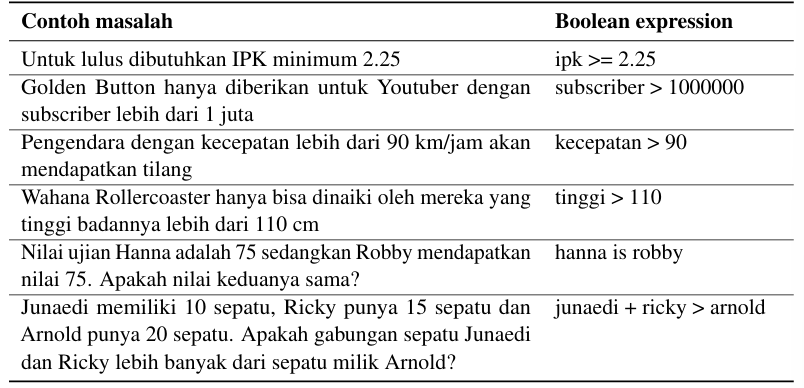 Contoh masalah Boolean expression
Untuk lulus dibutuhkan IPK minimum 2.25 ipk >= 2.25
Golden Button hanya diberikan untuk Youtuber dengan subscriber > 1000000
subscriber lebih dari 1 juta
Pengendara dengan kecepatan lebih dari 90 km/jam akan kecepatan > 90
mendapatkan tilang
Wahana Rollercoaster hanya bisa dinaiki oleh mereka yang tinggi > 110
tinggi badannya lebih dari 110 cm
Nilai ujian Hanna adalah 75 sedangkan Robby mendapatkan hanna is robby
nilai 75. Apakah nilai keduanya sama?
Junaedi memiliki 10 sepatu, Ricky punya 15 sepatu dan junaedi + ricky > arnold
Arnold punya 20 sepatu. Apakah gabungan sepatu Junaedi
dan Ricky lebih banyak dari sepatu milik Arnold?